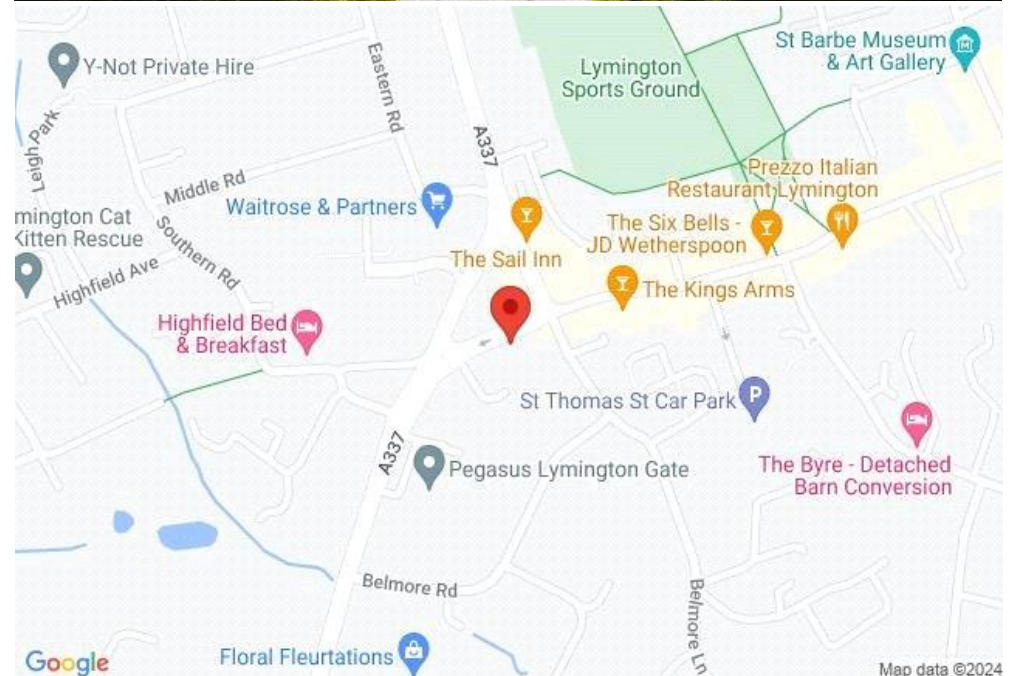 St Barbe Museum
& Art Gallery
Y-Not Private Hire
Eastern Rd
Lymington
Sports Ground
A337
Leigh Park
Middle Rd
Prezzo Italian
Restaurant Lymington
Waitrose & Partners
The Six Bells -
JD Wetherspoon
mington Cat
Kitten Rescue
Southern Rd
The Sail Inn
Highfield Ave
The Kings Arms
Highfield Bed
& Breakfast
St Thomas St Car Park
P
A337
Pegasus Lymington Gate
The Byre - Detached
Barn Conversion
Belmore Rd
Belmore Ln
Floral Fleurtations
Google
Map data ©2024